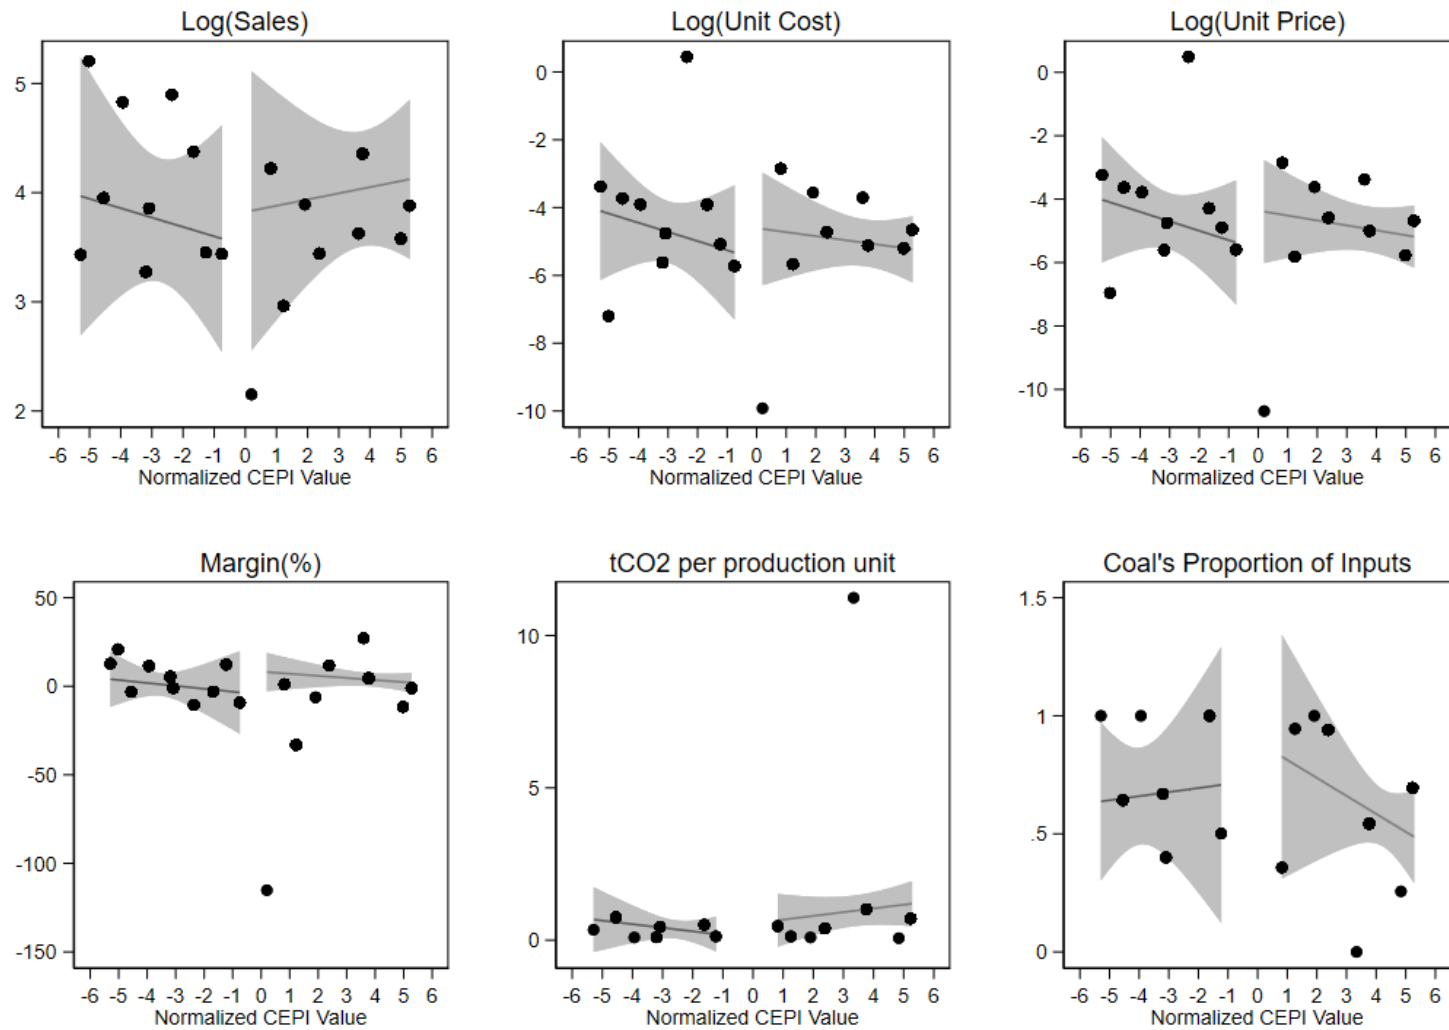 Log(Sales)
5
4
3
2
-6 -5 -4 -3 -2 -1 0 1 2 3 4 5 6
Normalized CEPI Value
Log(Unit Cost)
0
-2
-4
-6
-8
-10
-6 -5 -4 -3 -2 -1 0 1 2 3 4 5 6
Normalized CEPI Value
Log(Unit Price)
0
-2
-4
-6
-8
-10
-6 -5 -4 -3 -2 -1 0 1 2 3 4 5 6
Normalized CEPI Value
Margin(%)
50
0
-50
-100
-150
-6 -5 -4 -3 -2 -1 0 1 2 3 4 5 6
Normalized CEPI Value
tCO2 per production unit
10
5
0
-6 -5 -4 -3 -2 -1 0 1 2 3 4 5 6
Normalized CEPI Value
Coal's Proportion of Inputs
1.5
1
.5
0
-6 -5 -4 -3 -2 -1 0 1 2 3 4 5 6
Normalized CEPI Value